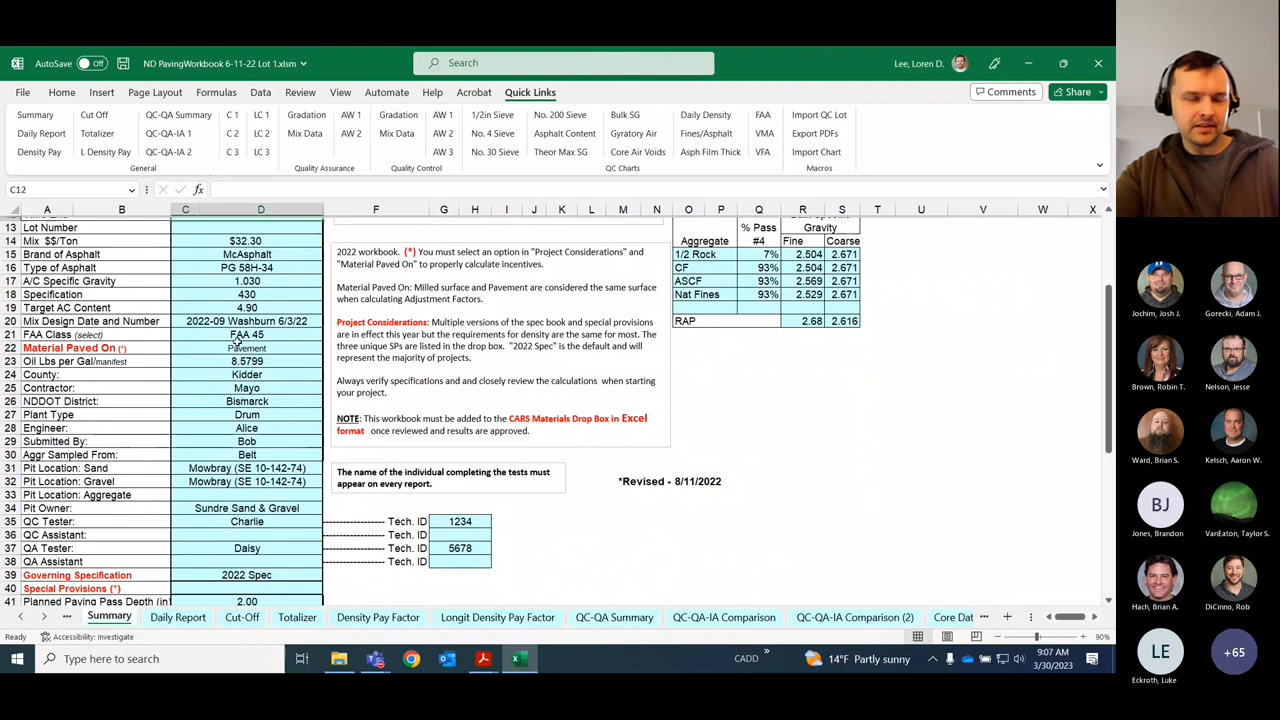 AutoSave Off
ND PavingWorkbook 6-11-22 Lot 1.xlsm
Search
Lee, Loren D.
File Home Insert Page Layout Formulas Data Review View Automate Help Acrobat Quick Links
Comments Share
Summary Cut Off QC-QA Summary C 1 LC 1 Gradation AW 1 Gradation AW 1 1/2in Sieve No. 200 Sieve Bulk SG Daily Density FAA Import QC Lot
Daily Report Totalizer QC-QA-IA 1 C 2 LC 2 Mix Data AW 2 Mix Data AW 2 No. 4 Sieve Asphalt Content Gyratory Air Fines/Asphalt VMA Export PDFs
Density Pay L Density Pay QC-QA-IA 2 C 3 LC 3 AW 3 No. 30 Sieve Theor Max SG Core Air Voids Asph Film Thick VFA Import Chart
General Quality Assurance Quality Control QC Charts Macros
C12
A B C D F G H I J K L M N O P Q R S T U V W X
13 Lot Number
14 Mix $$/Ton $32.30
15 Brand of Asphalt McAsphalt
16 Type of Asphalt PG 58H-34
17 A/C Specific Gravity 1.030
18 Specification 430
19 Target AC Content 4.90
20 Mix Design Date and Number 2022-09 Washburn 6/3/22
21 FAA Class (select) FAA 45
22 Material Paved On (*) Pavement
23 Oil Lbs per Gal/manifest 8.5799
24 County: Kidder
25 Contractor: Mayo
26 NDDOT District: Bismarck
27 Plant Type Drum
28 Engineer: Alice
29 Submitted By: Bob
30 Aggr Sampled From: Belt
31 Pit Location: Sand Mowbray (SE 10-142-74)
32 Pit Location: Gravel Mowbray (SE 10-142-74)
33 Pit Location: Aggregate
34 Pit Owner: Sundre Sand & Gravel
35 QC Tester: Charlie
36 QC Assistant:
37 QA Tester: Daisy
38 QA Assistant
39 Governing Specification 2022 Spec
40 Special Provisions (*)
41 Planned Paving Pass Depth (in) 2.00
2022 workbook. (*) You must select an option in "Project Considerations" and
"Material Paved On" to properly calculate incentives.
Material Paved On: Milled surface and Pavement are considered the same surface
when calculating Adjustment Factors.
Project Considerations: Multiple versions of the spec book and special provisions
are in effect this year but the requirements for density are the same for most. The
three unique SPs are listed in the drop box. "2022 Spec" is the default and will
represent the majority of projects.
Always verify specifications and and closely review the calculations when starting
your project.
NOTE: This workbook must be added to the CARS Materials Drop Box in Excel
format once reviewed and results are approved.
The name of the individual completing the tests must
appear on every report.
*Revised - 8/11/2022
---------------- Tech. ID 1234
---------------- Tech. ID
---------------- Tech. ID 5678
---------------- Tech. ID
% Pass Gravity
Aggregate #4 Fine Coarse
1/2 Rock 7% 2.504 2.671
CF 93% 2.504 2.671
ASCF 93% 2.569 2.671
Nat Fines 93% 2.529 2.671
RAP 2.68 2.616
Summary Daily Report Cut-Off Totalizer Density Pay Factor Longit Density Pay Factor QC-QA Summary QC-QA-IA Comparison QC-QA-IA Comparison (2) Core Dat
Ready Accessibility: Investigate 90%
Type here to search
CADD
14°F Partly sunny
9:07 AM
3/30/2023
Jochim, Josh J.
Gorecki, Adam J.
Brown, Robin T.
Nelson, Jesse
Ward, Brian S.
Kelsch, Aaron W.
BJ
Jones, Brandon
VanEaton, Taylor S.
Hach, Brian A.
DiCinno, Rob
LE
+65
Eckroth, Luke